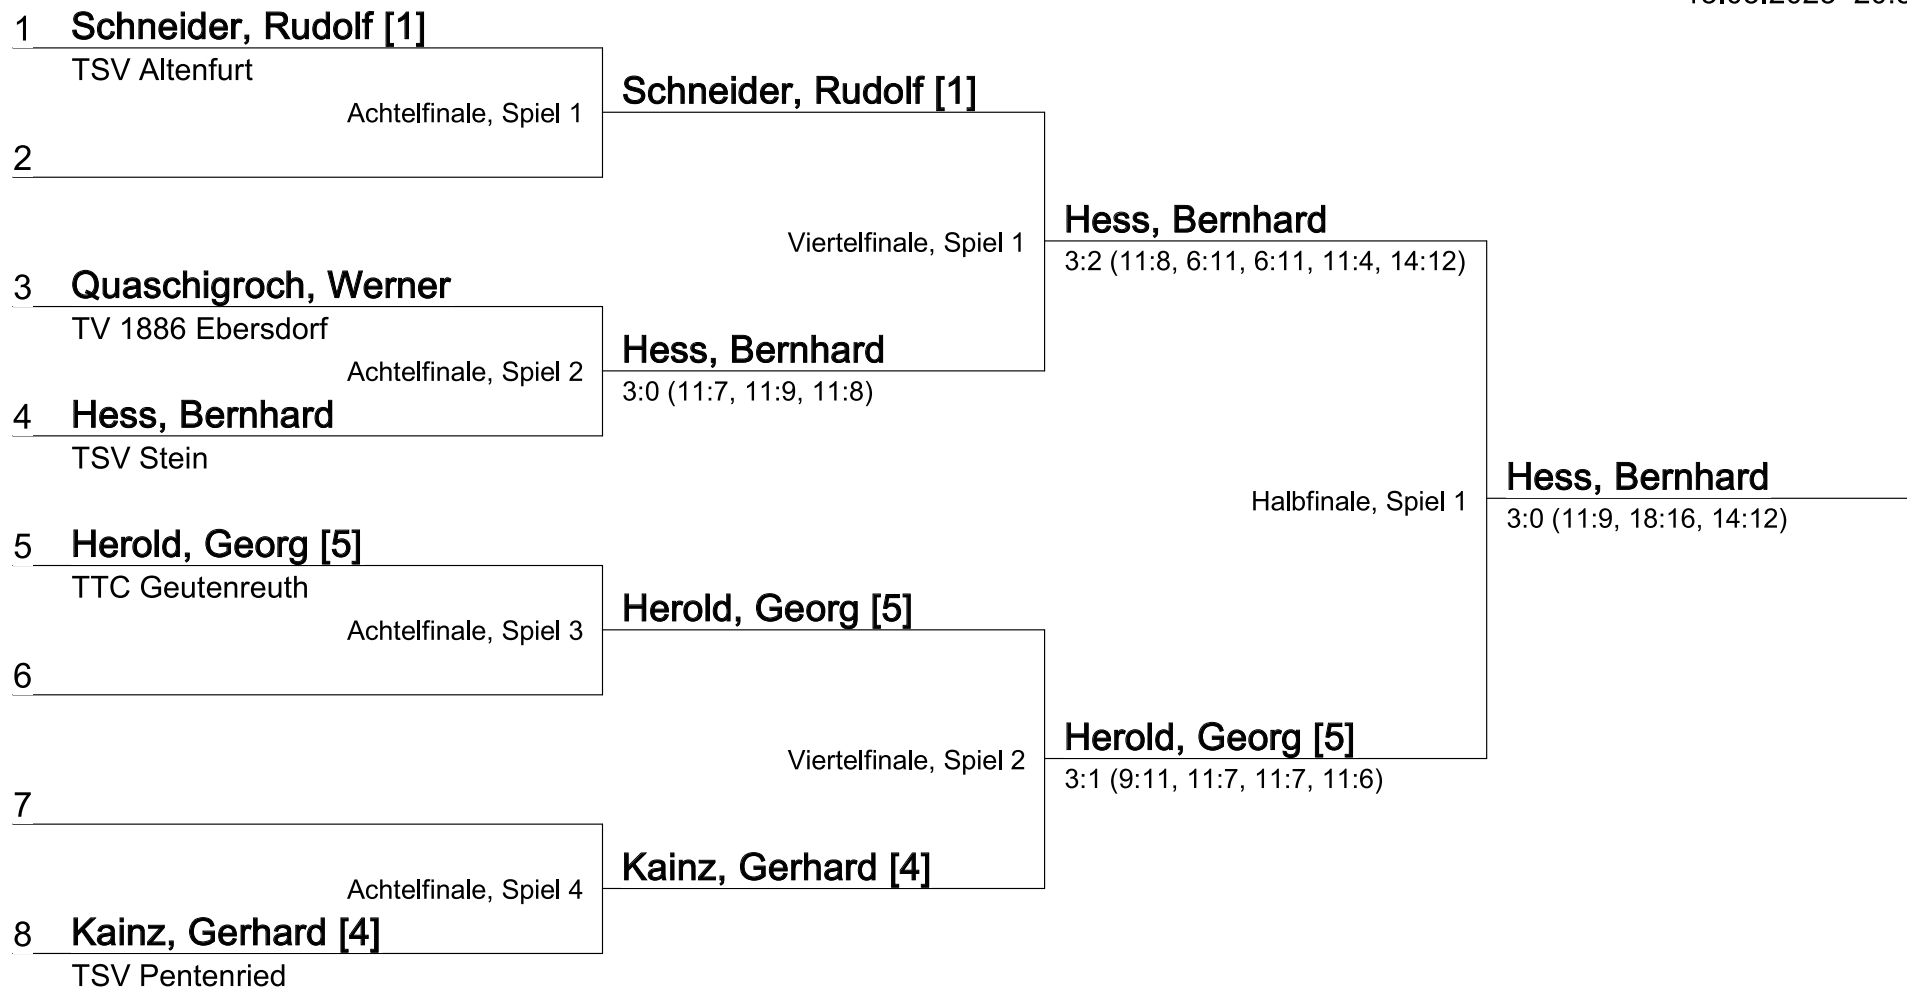 1 Schneider, Rudolf [1]
TSV Altenfurt
Achtelfinale, Spiel 1
Schneider, Rudolf [1]
2
Viertelfinale, Spiel 1
Hess, Bernhard
3:2 (11:8, 6:11, 6:11, 11:4, 14:12)
3 Quaschigroch, Werner
TV 1886 Ebersdorf
Achtelfinale, Spiel 2
Hess, Bernhard
3:0 (11:7, 11:9, 11:8)
4 Hess, Bernhard
TSV Stein
Halbfinale, Spiel 1
Hess, Bernhard
3:0 (11:9, 18:16, 14:12)
5 Herold, Georg [5]
TTC Geutenreuth
Achtelfinale, Spiel 3
Herold, Georg [5]
6
Viertelfinale, Spiel 2
Herold, Georg [5]
3:1 (9:11, 11:7, 11:7, 11:6)
7
Achtelfinale, Spiel 4
Kainz, Gerhard [4]
8 Kainz, Gerhard [4]
TSV Pentenried